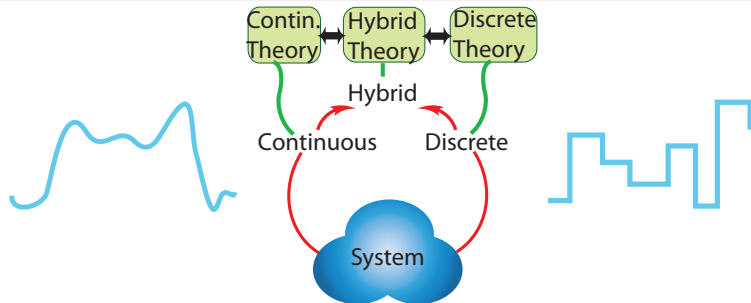 Contin.
Theory
Hybrid
Theory
Discrete
Theory
Hybrid
Continuous
Discrete
System